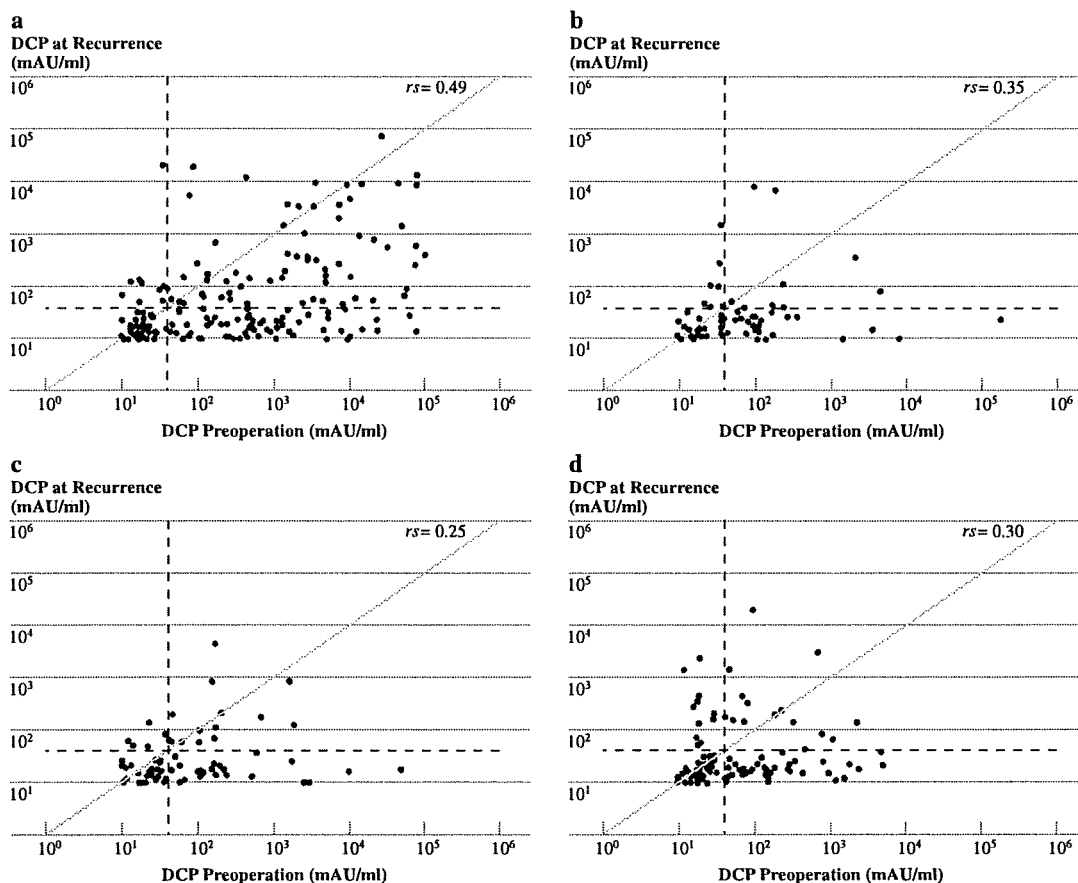 a
DCP at Recurrence
(mAU/ml)
rs= 0.49
10⁶
10⁵
10⁴
10³
10²
10¹
10⁰ 10¹ 10² 10³ 10⁴ 10⁵ 10⁶
DCP Preoperation (mAU/ml)
b
DCP at Recurrence
(mAU/ml)
rs= 0.35
10⁶
10⁵
10⁴
10³
10²
10¹
10⁰ 10¹ 10² 10³ 10⁴ 10⁵ 10⁶
DCP Preoperation (mAU/ml)
c
DCP at Recurrence
(mAU/ml)
rs= 0.25
10⁶
10⁵
10⁴
10³
10²
10¹
10⁰ 10¹ 10² 10³ 10⁴ 10⁵ 10⁶
DCP Preoperation (mAU/ml)
d
DCP at Recurrence
(mAU/ml)
rs= 0.30
10⁶
10⁵
10⁴
10³
10²
10¹
10⁰ 10¹ 10² 10³ 10⁴ 10⁵ 10⁶
DCP Preoperation (mAU/ml)